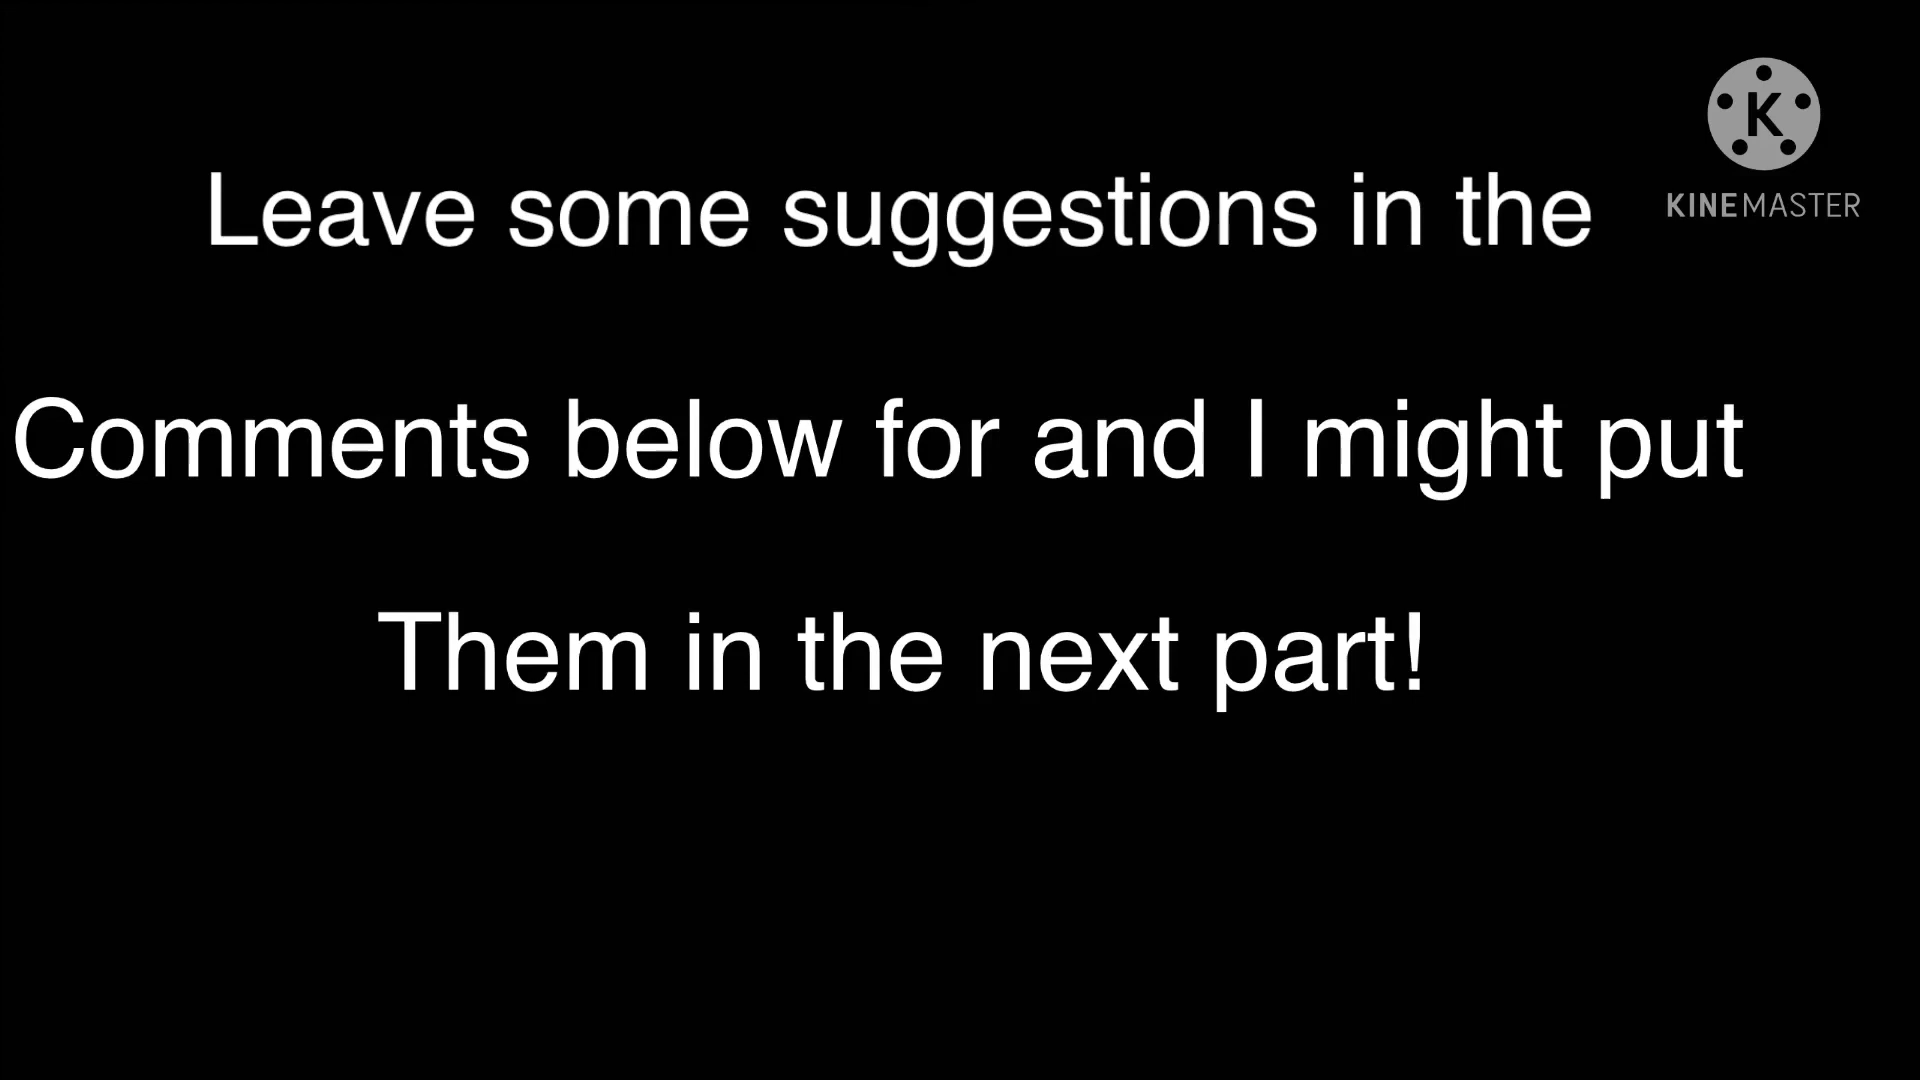 K
KINEMASTER
Leave some suggestions in the
Comments below for and I might put
Them in the next part!